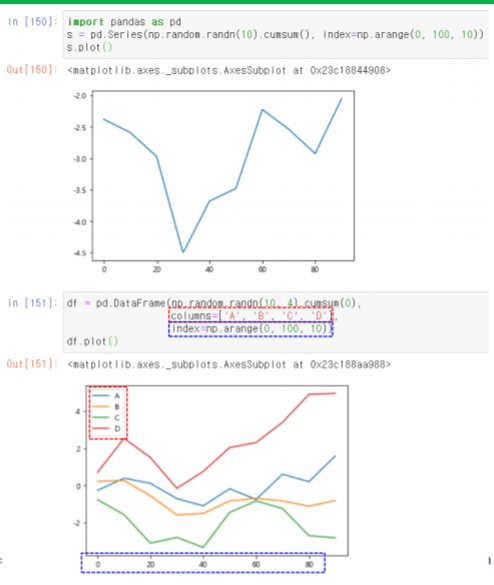 In [150]: import pandas as pd
s = pd.Series(np.random.randn(10).cumsum(), index=np.arange(0, 100, 10))
s.plot()
Out[150]: <matplotlib.axes._subplots.AxesSubplot at 0x23c18844908>
-2.0
-2.5
-3.0
-3.5
-4.0
-4.5
0 20 40 60 80
In [151]: df = pd.DataFrame(np.random.randn(10, 4).cumsum(0),
columns=['A', 'B', 'C', 'D'],
index=np.arange(0, 100, 10))
df.plot()
Out[151]: <matplotlib.axes._subplots.AxesSubplot at 0x23c188aa988>
A
B
C
D
4
2
0
-2
0 20 40 60 80